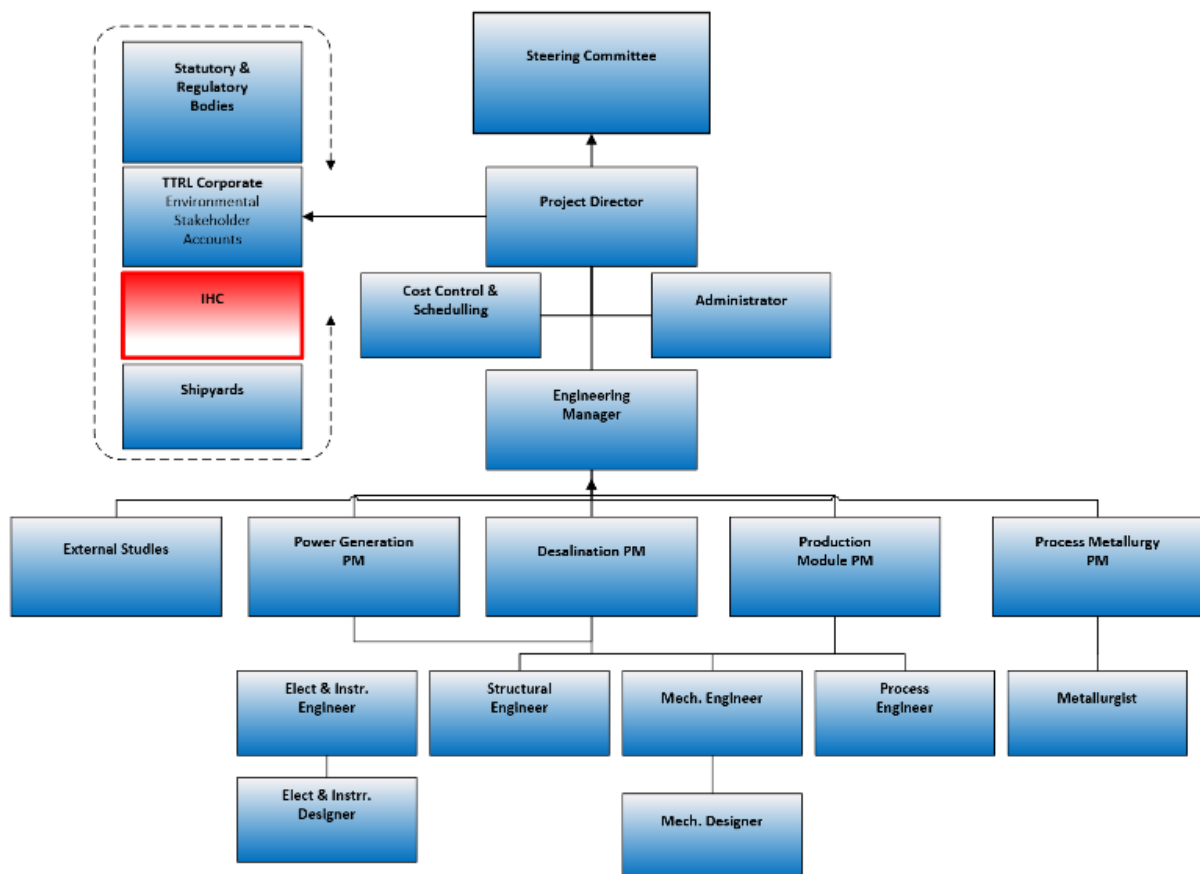 Statutory &
Regulatory
Bodies
Steering Committee
TTRL Corporate
Environmental
Stakeholder
Accounts
Project Director
IHC
Cost Control &
Schedulling
Administrator
Shipyards
Engineering
Manager
External Studies
Power Generation
PM
Desalination PM
Production
Module PM
Process Metallurgy
PM
Elect & Instr.
Engineer
Structural
Engineer
Mech. Engineer
Process
Engineer
Metallurgist
Elect & Instrr.
Designer
Mech. Designer